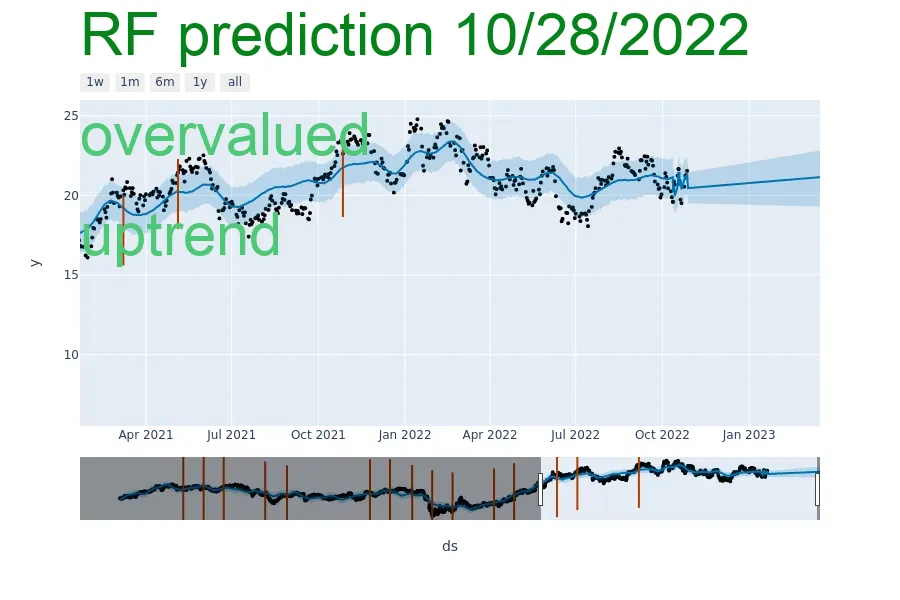 RF prediction 10/28/2022
1w 1m 6m 1y all
25
overvalued
20
uptrend
y
15
10
Apr 2021 Jul 2021 Oct 2021 Jan 2022 Apr 2022 Jul 2022 Oct 2022 Jan 2023
ds